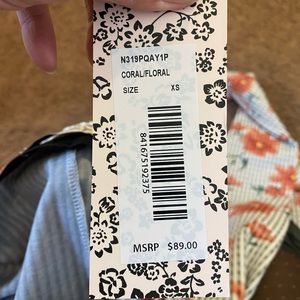 N319PQAY1P
CORAL/FLORAL
SIZE XS
841675192375
MSRP $89.00